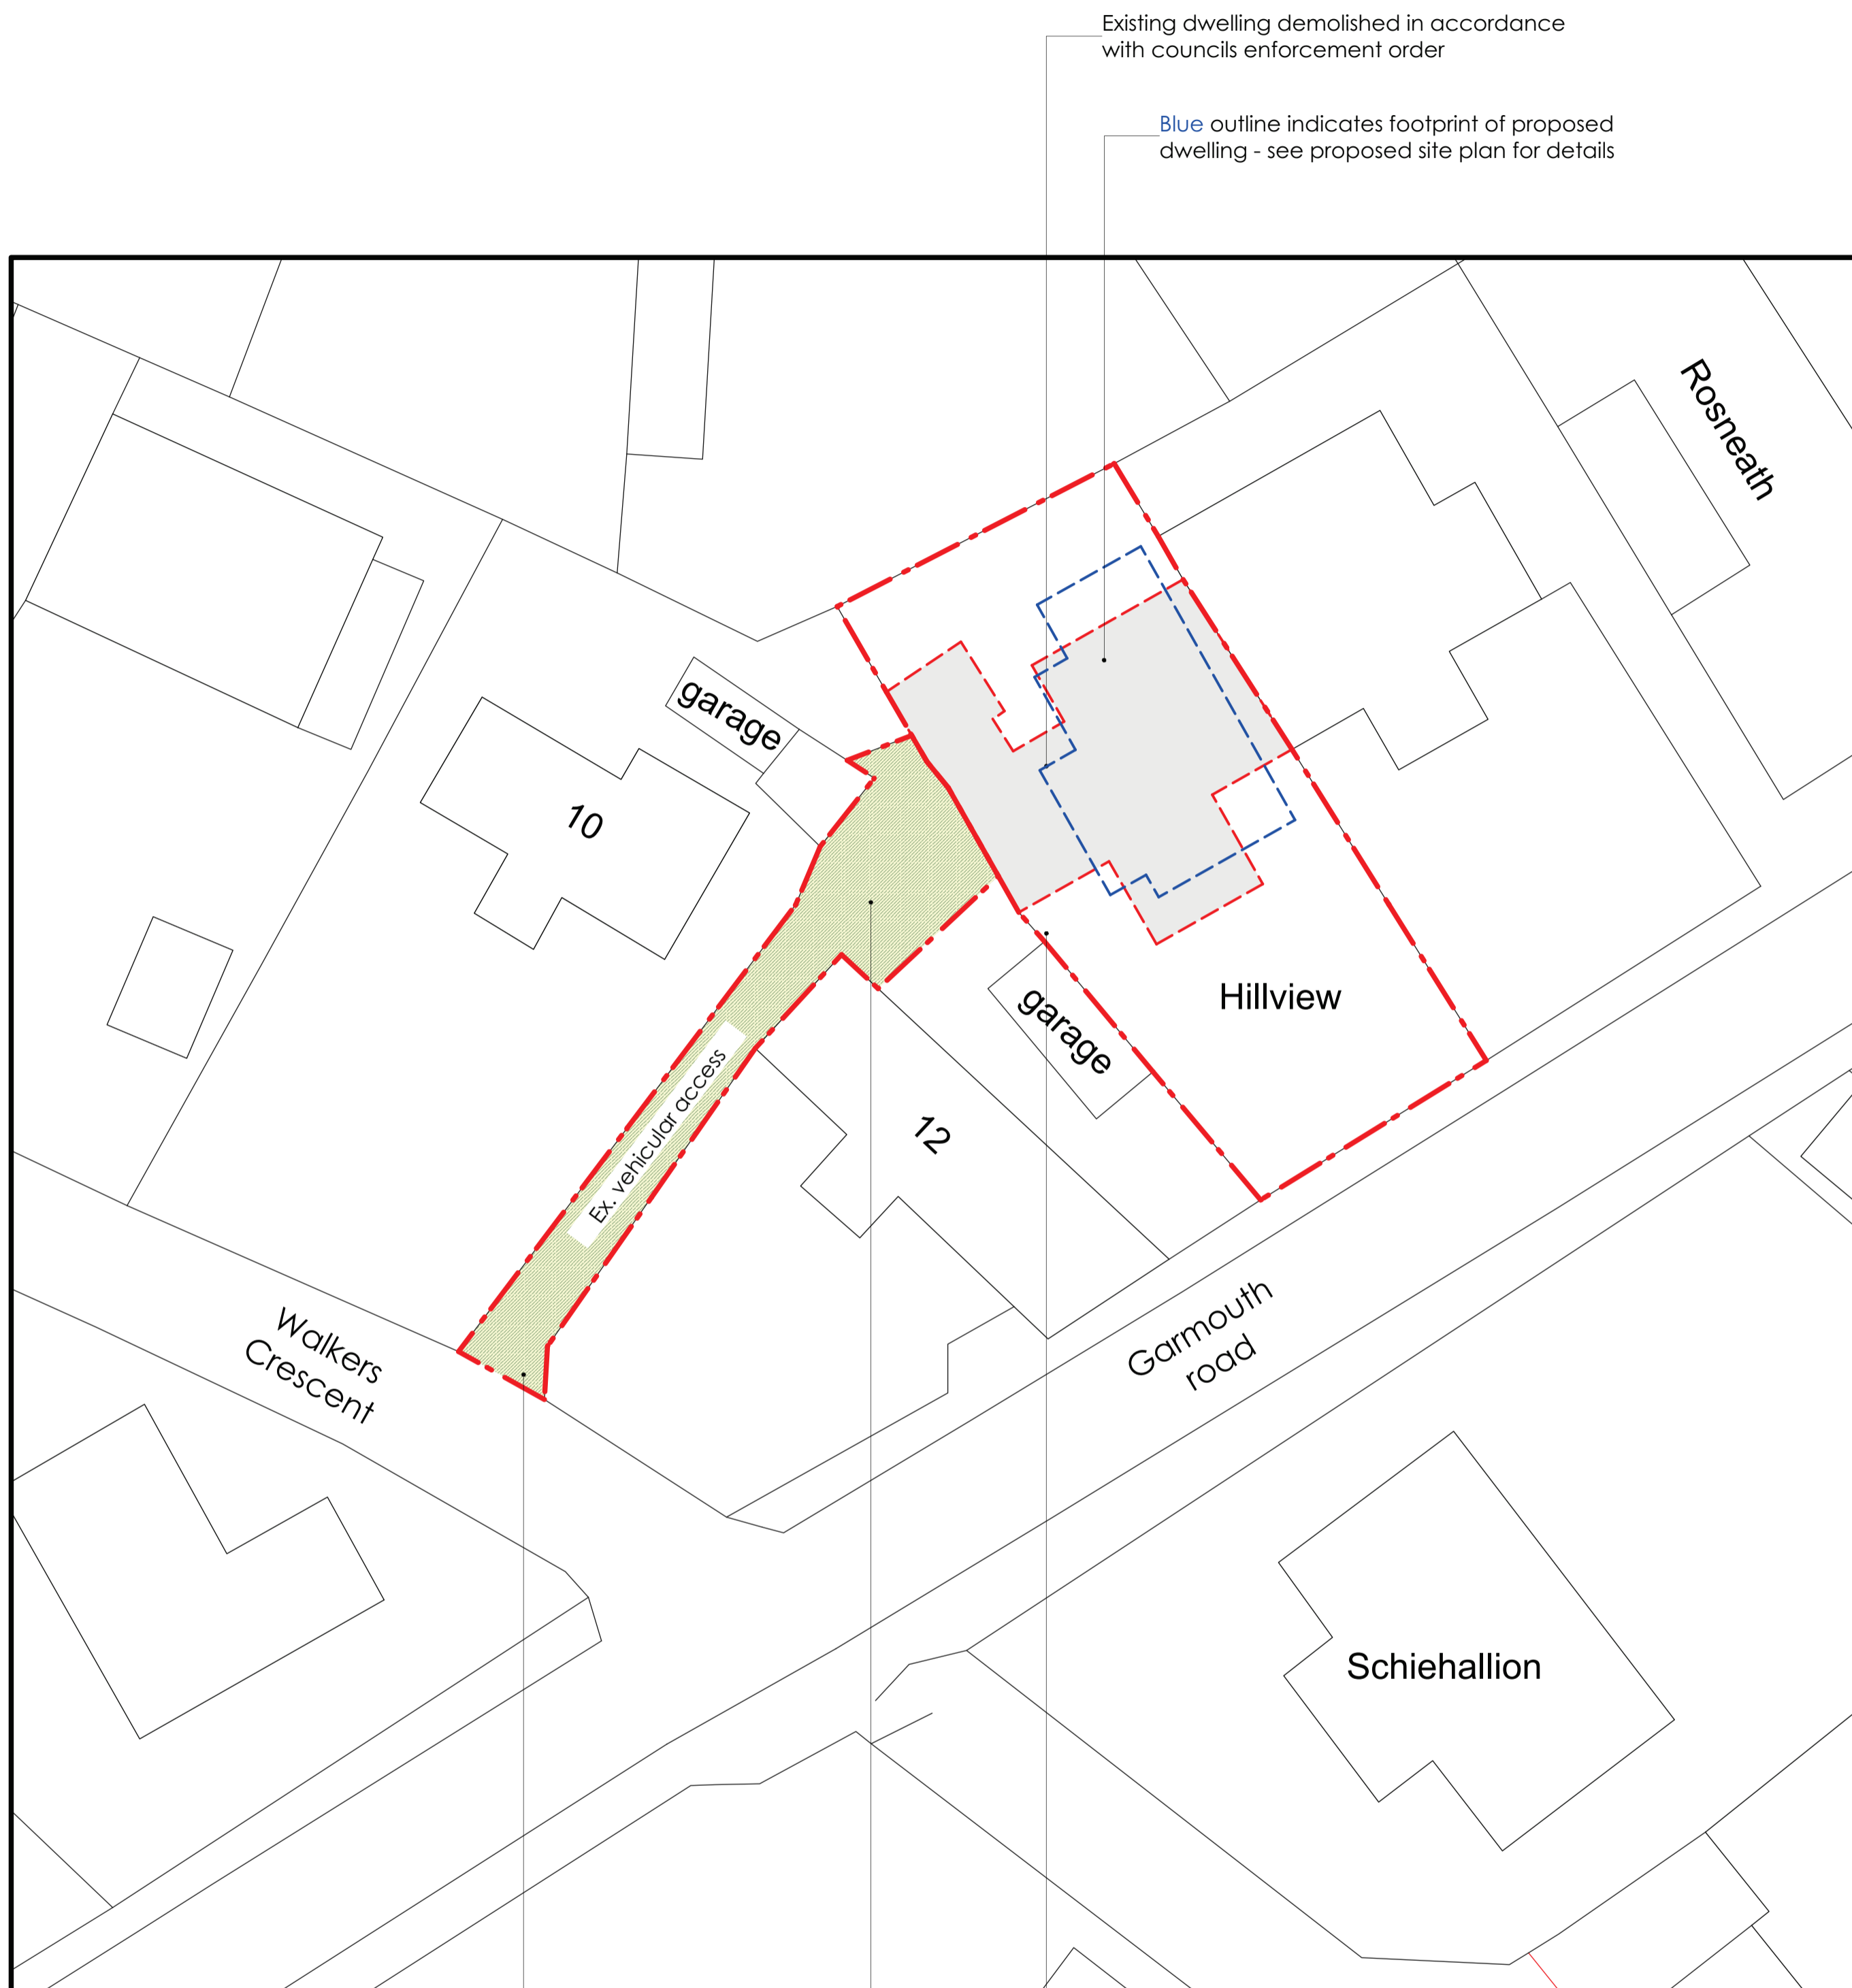 Existing dwelling demolished in accordance
with councils enforcement order
Blue outline indicates footprint of proposed
dwelling - see proposed site plan for details
Rosneath
garage
10
Hillview
garage
Ex. vehicular access
12
Walkers
Crescent
Garmouth
road
Schiehallion